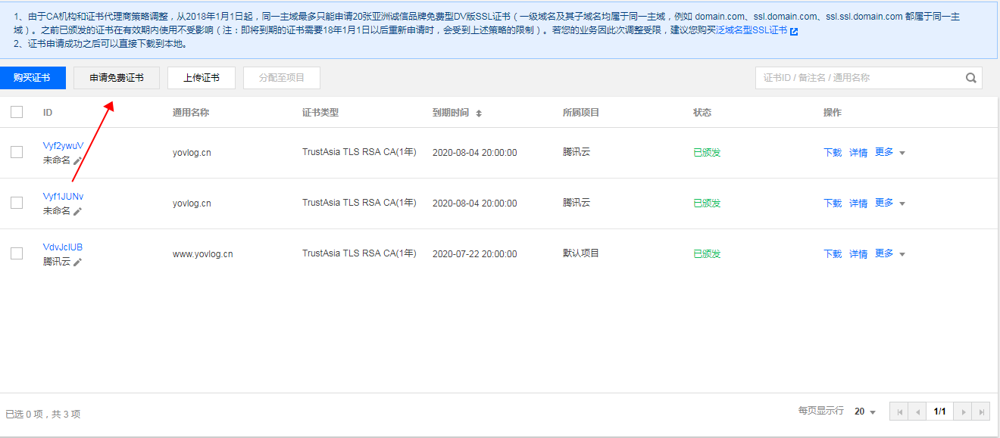 1、由于CA机构和证书代理商策略调整，从2018年1月1日起，同一主域最多只能申请20张亚洲诚信品牌免费型DV版SSL证书（一级域名及其子域名均属于同一主域，例如 domain.com、ssl.domain.com、ssl.ssl.domain.com 都属于同一主
域）。之前已颁发的证书在有效期内使用不受影响（注：即将到期的证书需要18年1月1日以后重新申请时，会受到上述策略的限制）。若您的业务因此次调整受限，建议您购买泛域名型SSL证书
2、证书申请成功之后可以直接下载到本地。
购买证书 申请免费证书 上传证书 分配至项目 证书ID / 备注名 / 通用名称
ID 通用名称 证书类型 到期时间 所属项目 状态 操作
Vyf2ywuV
未命名 yovlog.cn TrustAsia TLS RSA CA(1年) 2020-08-04 20:00:00 腾讯云 已颁发 下载 详情 更多
Vyf1JUNv
未命名 yovlog.cn TrustAsia TLS RSA CA(1年) 2020-08-04 20:00:00 腾讯云 已颁发 下载 详情 更多
VdvJcIUB
腾讯云 www.yovlog.cn TrustAsia TLS RSA CA(1年) 2020-07-22 20:00:00 默认项目 已颁发 下载 详情 更多
已选 0 项，共 3 项 每页显示行 20 1/1